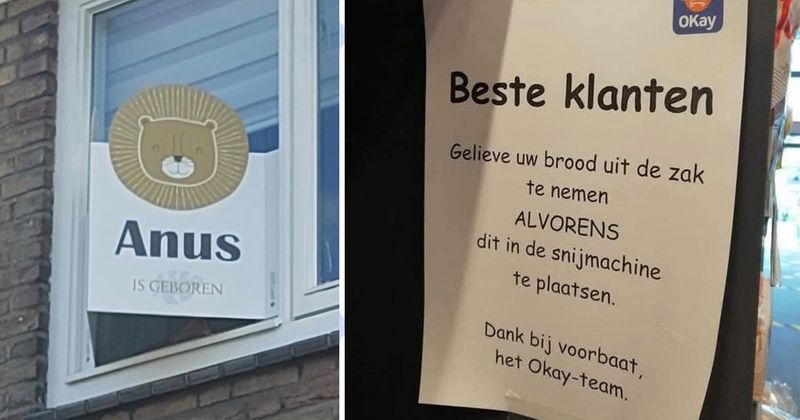 Anus
IS GEBOREN
OKay
Beste klanten
Gelieve uw brood uit de zak
te nemen
ALVORENS
dit in de snijmachine
te plaatsen.
Dank bij voorbaat,
het Okay-team.